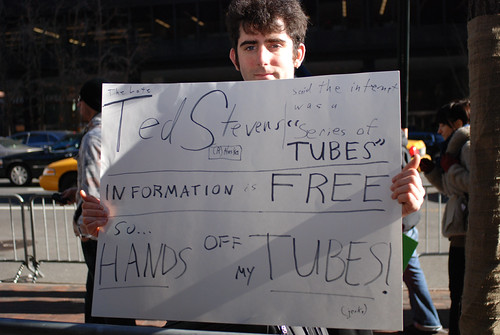 The Late
Ted Stevens
(R) Alaska
said the internet
was a
"Series of
TUBES"
INFORMATION is FREE
SO...
HANDS OFF
MY TUBES!
(jerks)